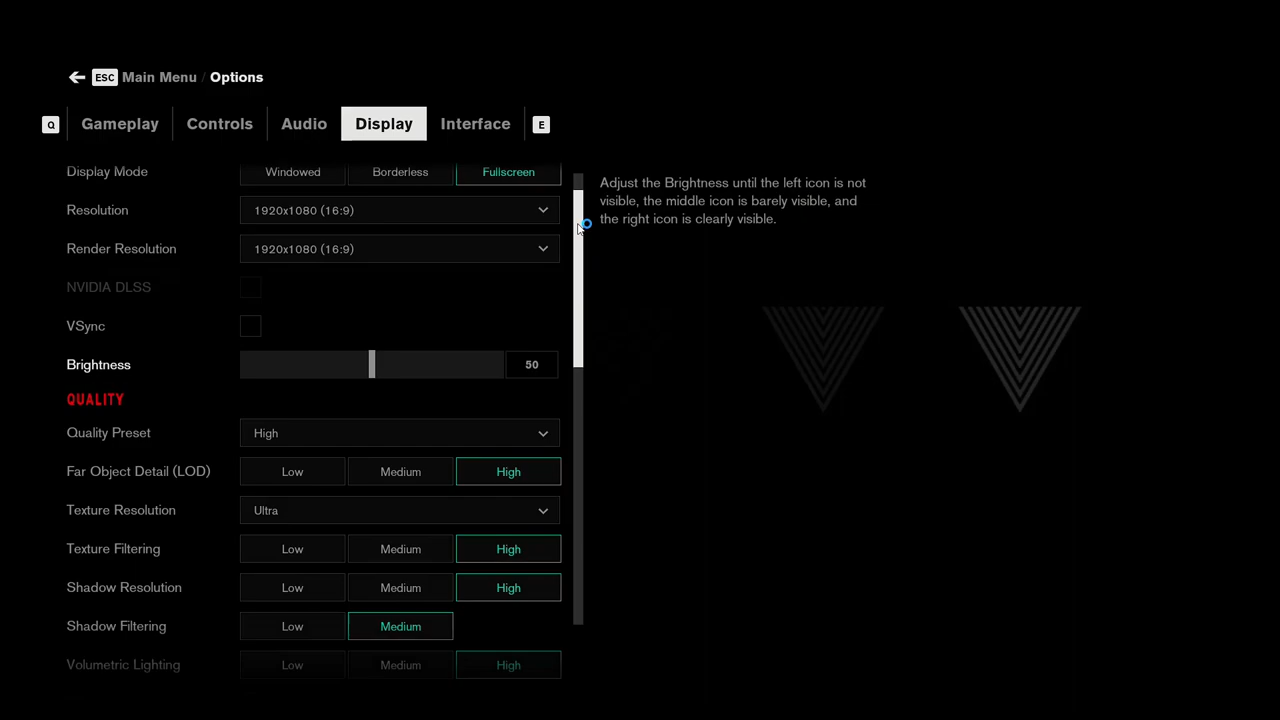 ESC Main Menu / Options
Q Gameplay Controls Audio Display Interface E
Display Mode Windowed Borderless Fullscreen
Resolution 1920x1080 (16:9)
Render Resolution 1920x1080 (16:9)
NVIDIA DLSS
VSync
Brightness 50
QUALITY
Quality Preset High
Far Object Detail (LOD) Low Medium High
Texture Resolution Ultra
Texture Filtering Low Medium High
Shadow Resolution Low Medium High
Shadow Filtering Low Medium
Volumetric Lighting Low Medium High
Adjust the Brightness until the left icon is not
visible, the middle icon is barely visible, and
the right icon is clearly visible.